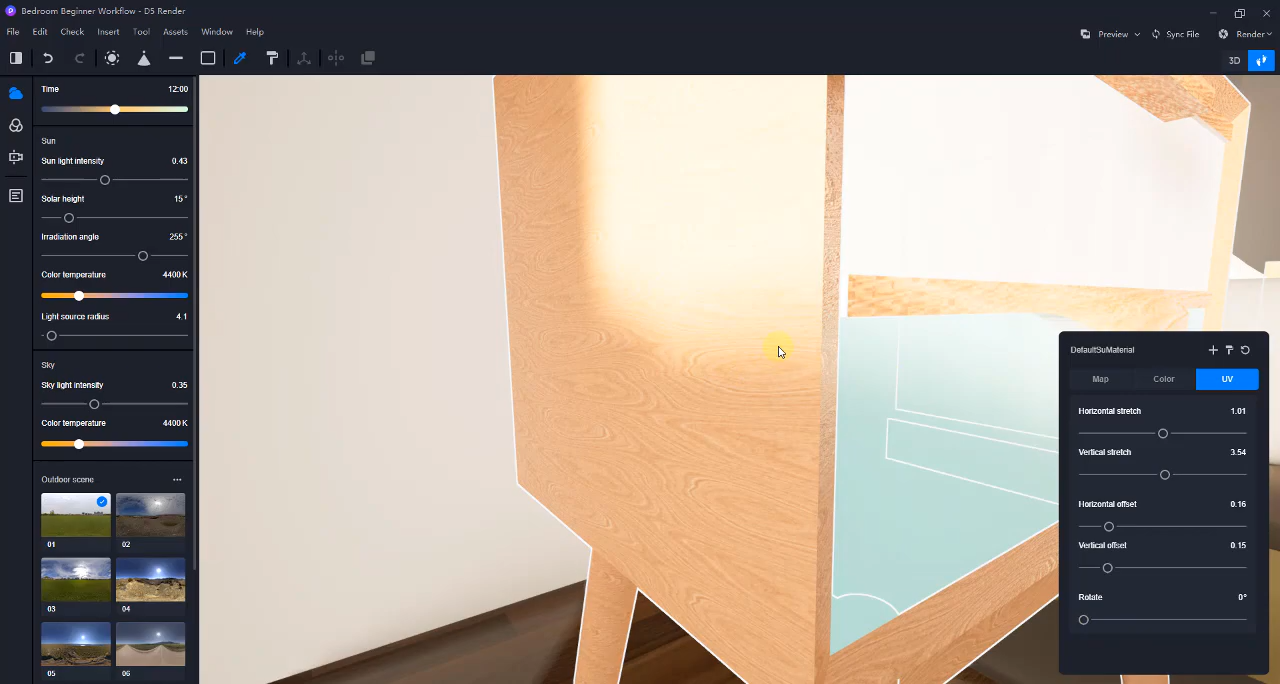 Bedroom Beginner Workflow - D5 Render
File Edit Check Insert Tool Assets Window Help
Preview Sync File Render
3D
Time 12:00
Sun
Sun light intensity 0.43
Solar height 15°
Irradiation angle 255°
Color temperature 4400 K
Light source radius 4.1
Sky
Sky light intensity 0.35
Color temperature 4400 K
Outdoor scene ...
01 02
03 04
05 06
DefaultSuMaterial
Map Color UV
Horizontal stretch 1.01
Vertical stretch 3.54
Horizontal offset 0.16
Vertical offset 0.15
Rotate 0°